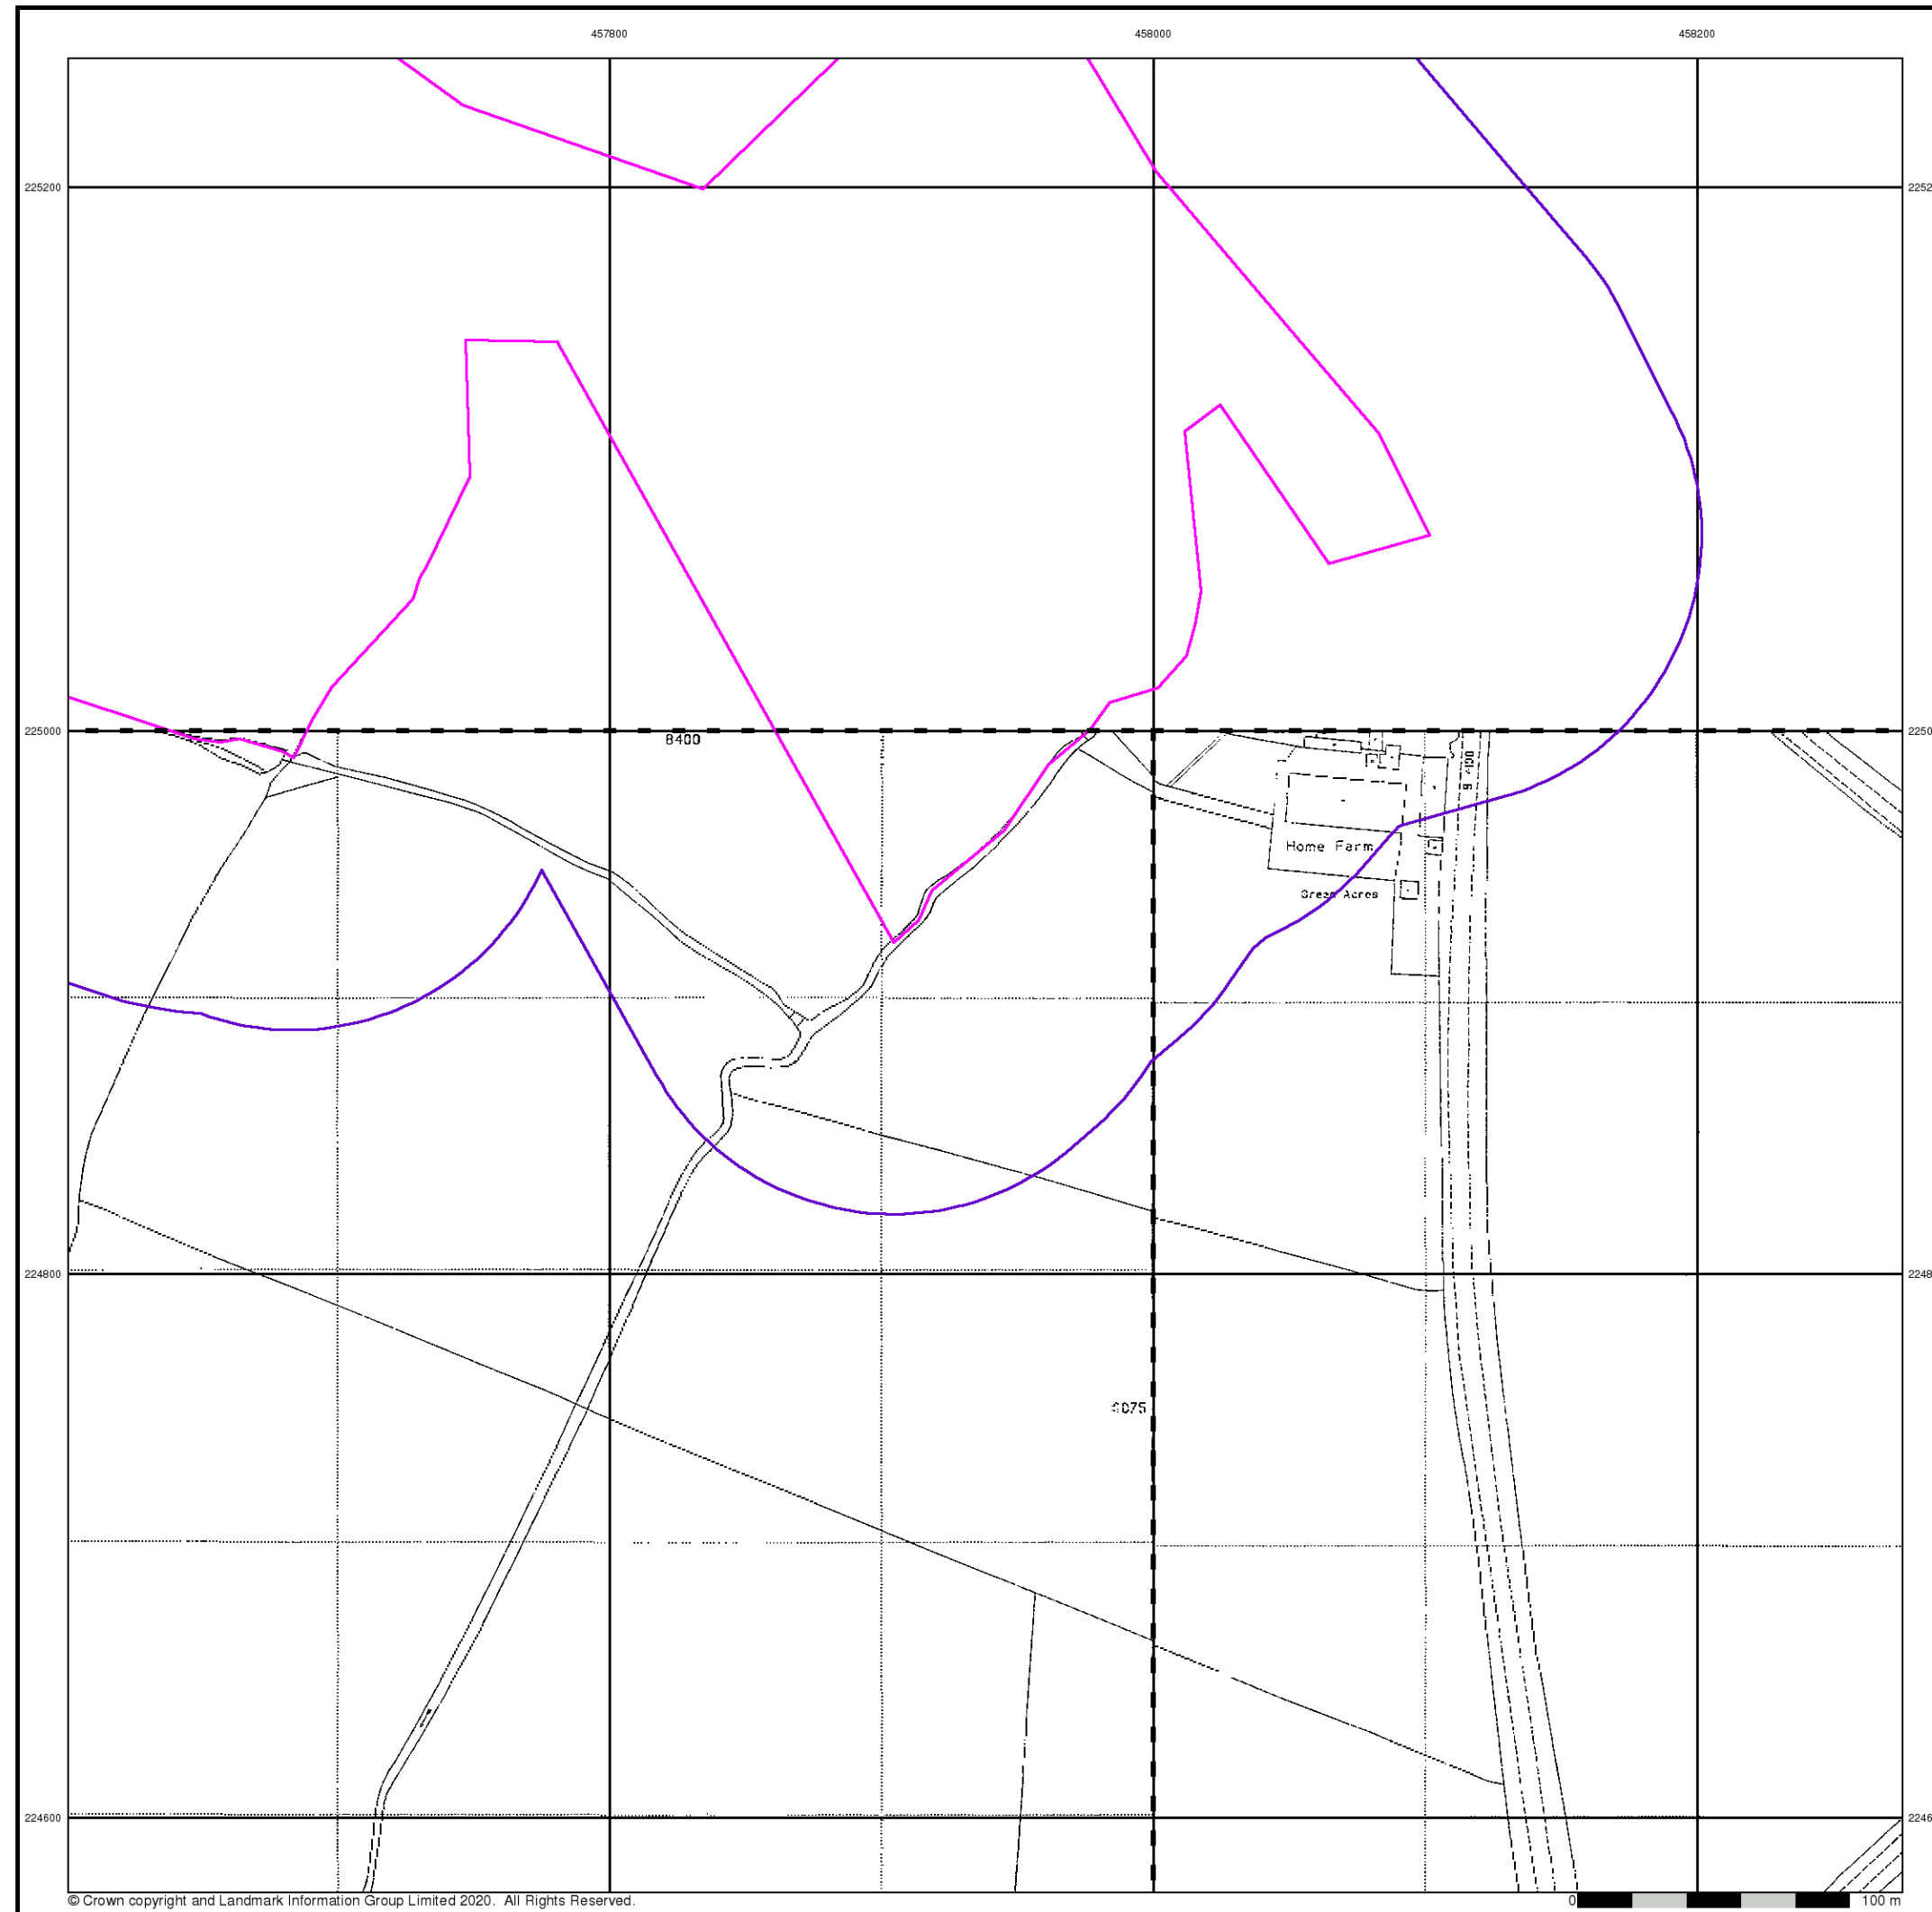 457800 458000 458200
225200
225000
8400
Home Farm
Green Acres
224800
224600
© Crown copyright and Landmark Information Group Limited 2020. All Rights Reserved.
0 100 m